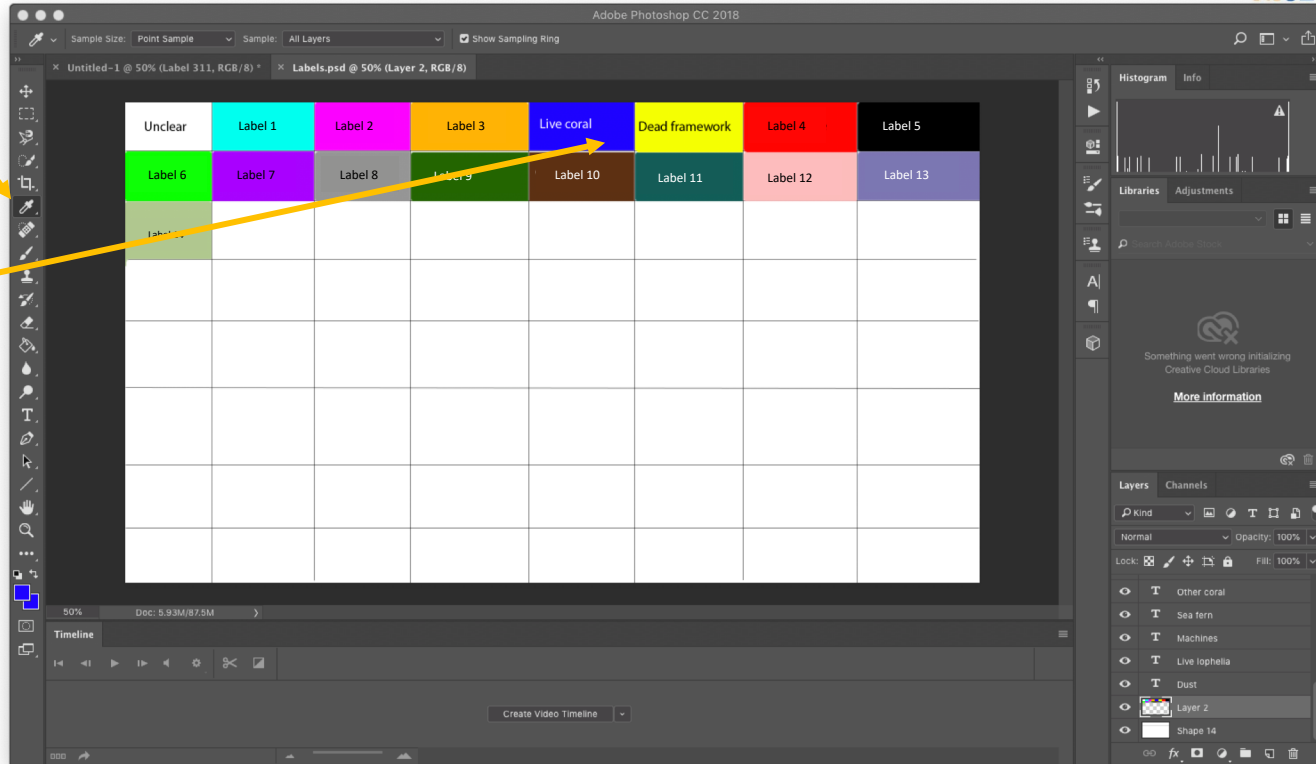 Adobe Photoshop CC 2018
Sample Size: Point Sample Sample: All Layers Show Sampling Ring
× Untitled-1 @ 50% (Label 311, RGB/8) * × Labels.psd @ 50% (Layer 2, RGB/8)
Histogram Info
Unclear Label 1 Label 2 Label 3 Live coral Dead framework Label 4 Label 5
Label 6 Label 7 Label 8 Label 9 Label 10 Label 11 Label 12 Label 13
Libraries Adjustments
Search Adobe Stock
Something went wrong initializing
Creative Cloud Libraries
More information
Layers Channels
Kind
Normal Opacity: 100%
Lock: Fill: 100%
Other coral
Sea fern
Machines
Live lophelia
Dust
Layer 2
Shape 14
50% Doc: 5.93M/87.5M
Timeline
Create Video Timeline